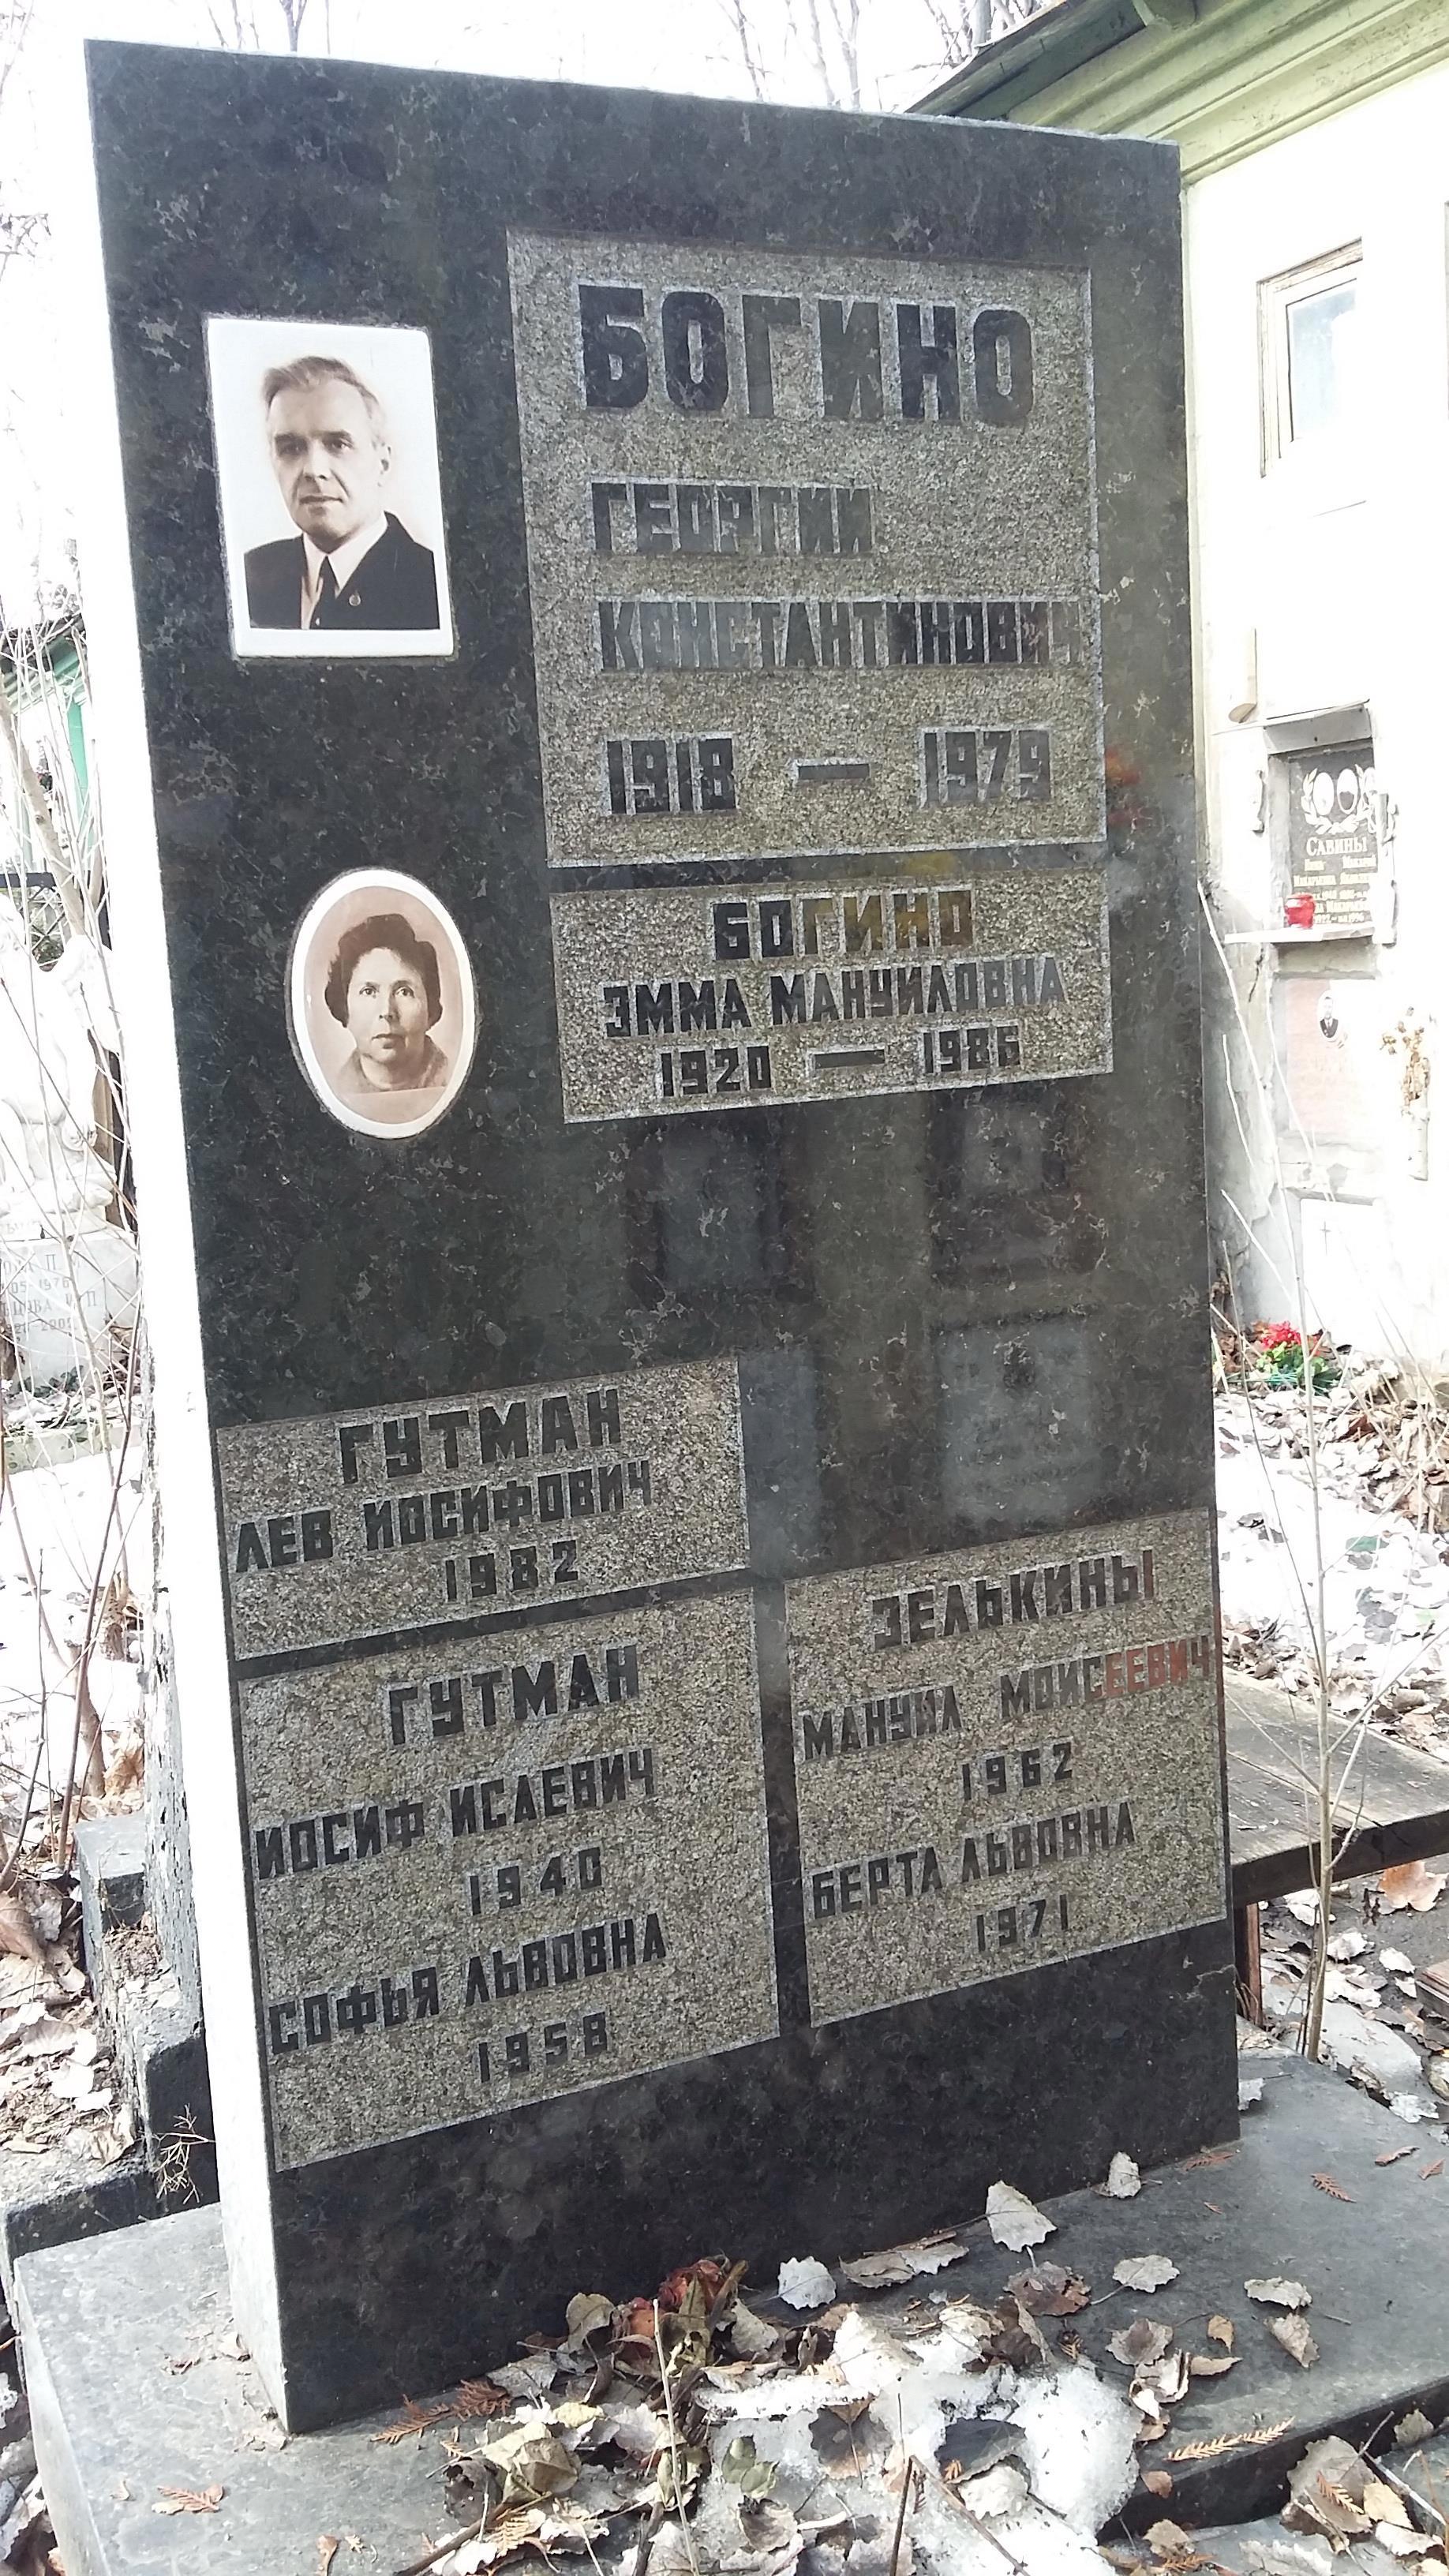 БОГИНО
ГЕОРГИЙ
КОНСТАНТИНОВИЧ
1918 — 1979
БОГИНО
ЭММА МАНУИЛОВНА
1920 — 1986
ГУТМАН
ЛЕВ ИОСИФОВИЧ
1982
ГУТМАН
ИОСИФ ИСАЕВИЧ
1940
СОФЬЯ ЛЬВОВНА
1958
ЗЕЛЬКИНЫ
МАНУИЛ МОИСЕЕВИЧ
1962
БЕРТА ЛЬВОВНА
1971
САВИНЫ